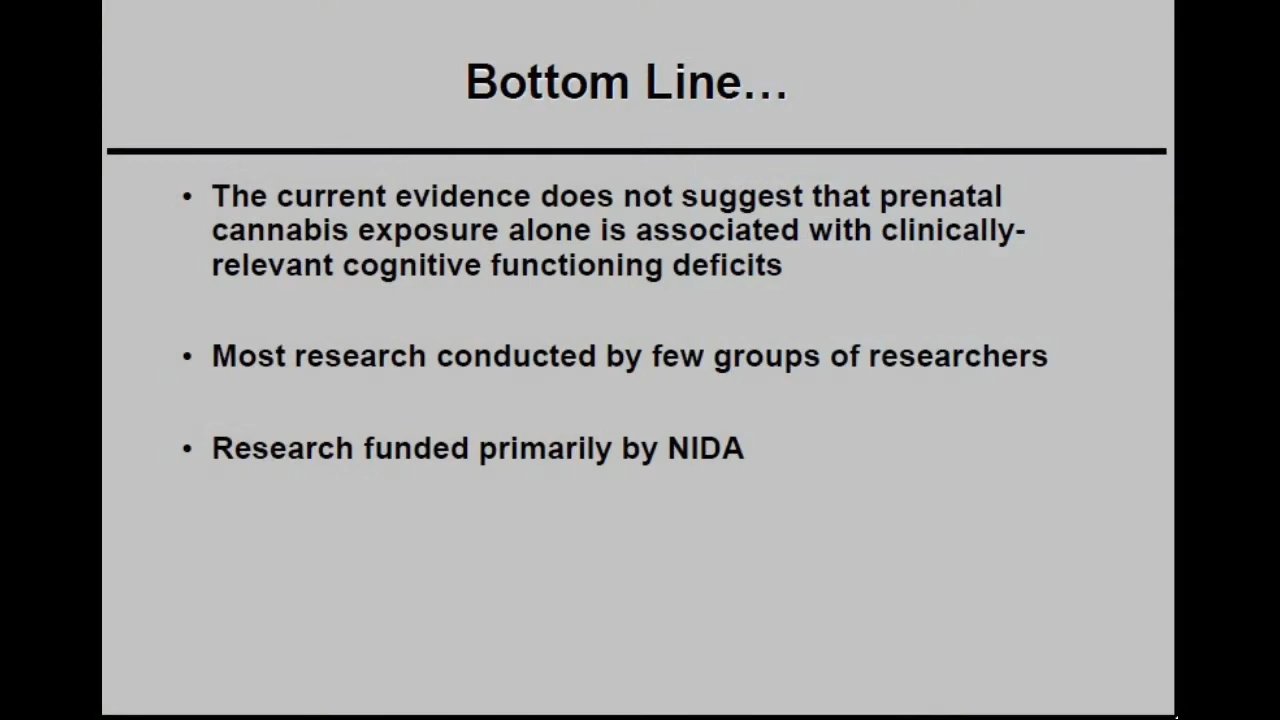 Bottom Line...
• The current evidence does not suggest that prenatal
cannabis exposure alone is associated with clinically-
relevant cognitive functioning deficits
• Most research conducted by few groups of researchers
• Research funded primarily by NIDA